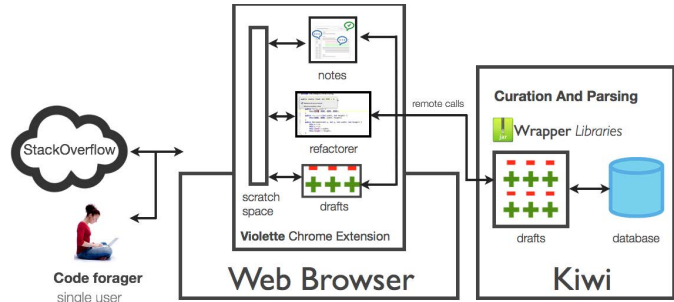 notes
remote calls
Curation And Parsing
jar
Wrapper Libraries
StackOverflow
refactorer
scratch
space
drafts
drafts
database
Violette Chrome Extension
Code forager
single user
Web Browser
Kiwi